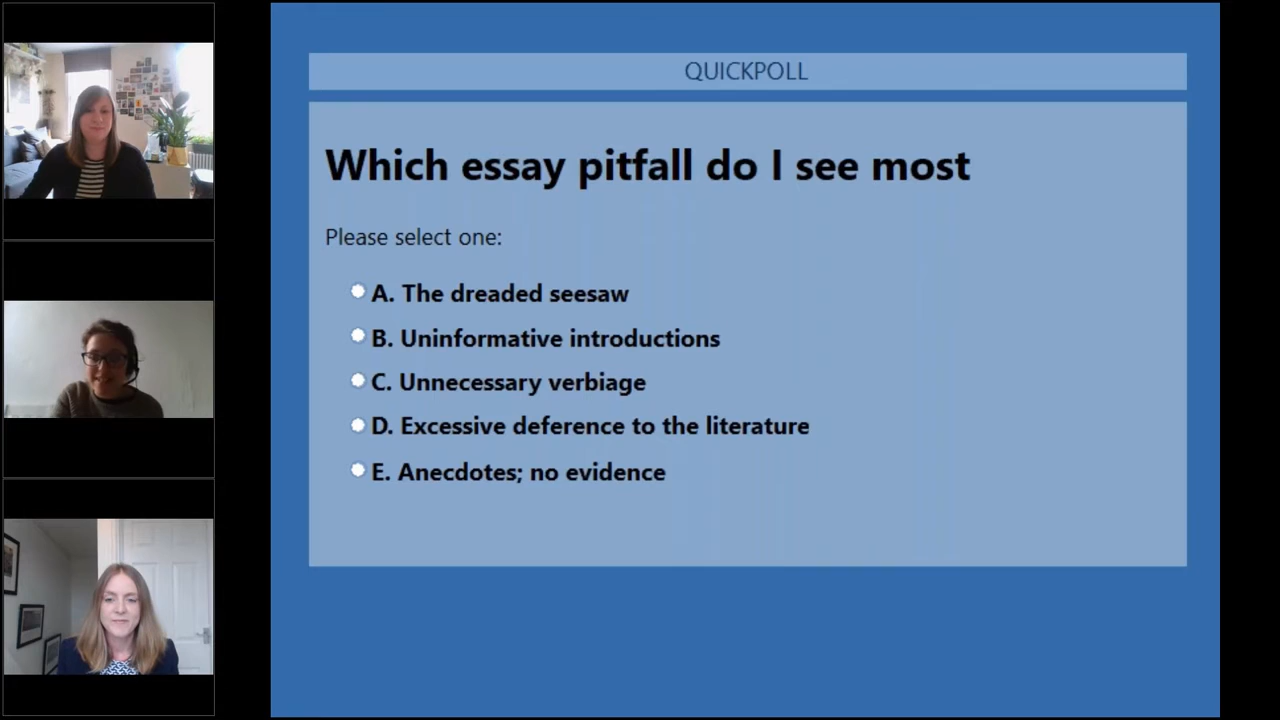 QUICKPOLL
Which essay pitfall do I see most
Please select one:
A. The dreaded seesaw
B. Uninformative introductions
C. Unnecessary verbiage
D. Excessive deference to the literature
E. Anecdotes; no evidence